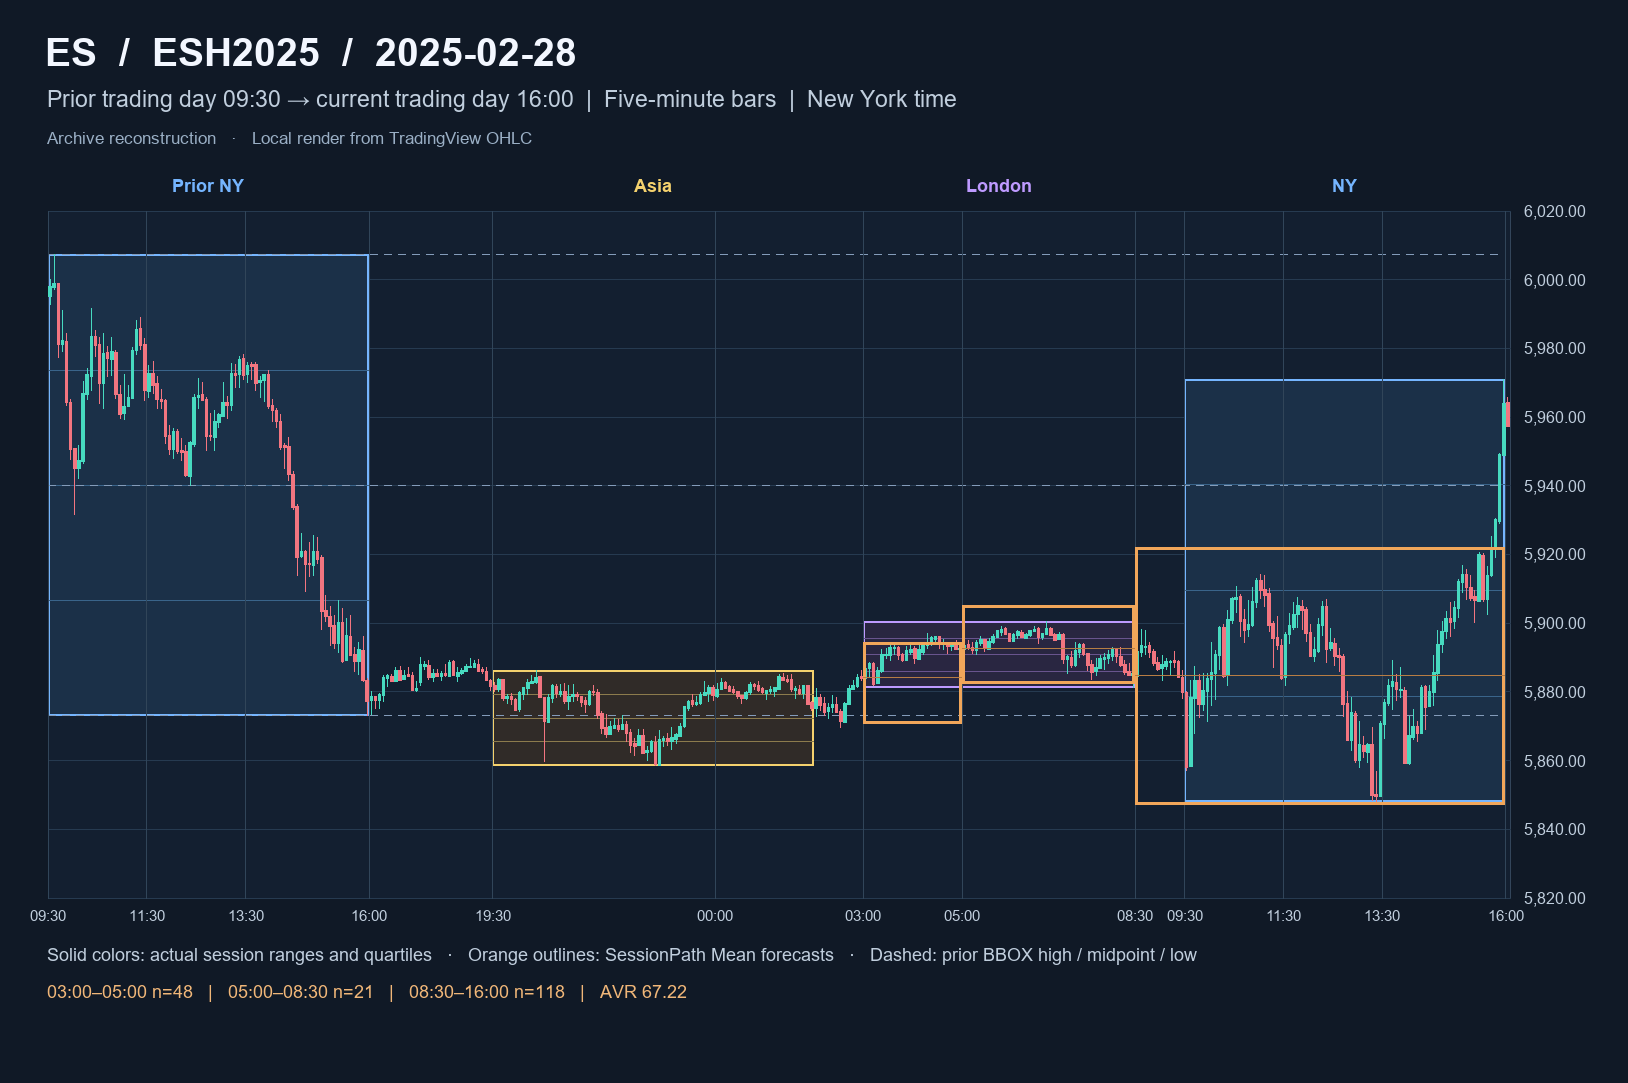 ES / ESH2025 / 2025-02-28
Prior trading day 09:30 → current trading day 16:00 | Five-minute bars | New York time
Archive reconstruction · Local render from TradingView OHLC
Prior NY Asia London NY
6,020.00
6,000.00
5,980.00
5,960.00
5,940.00
5,920.00
5,900.00
5,880.00
5,860.00
5,840.00
5,820.00
09:30 11:30 13:30 16:00 19:30 00:00 03:00 05:00 08:30 09:30 11:30 13:30 16:00
Solid colors: actual session ranges and quartiles · Orange outlines: SessionPath Mean forecasts · Dashed: prior BBOX high / midpoint / low
03:00–05:00 n=48 | 05:00–08:30 n=21 | 08:30–16:00 n=118 | AVR 67.22